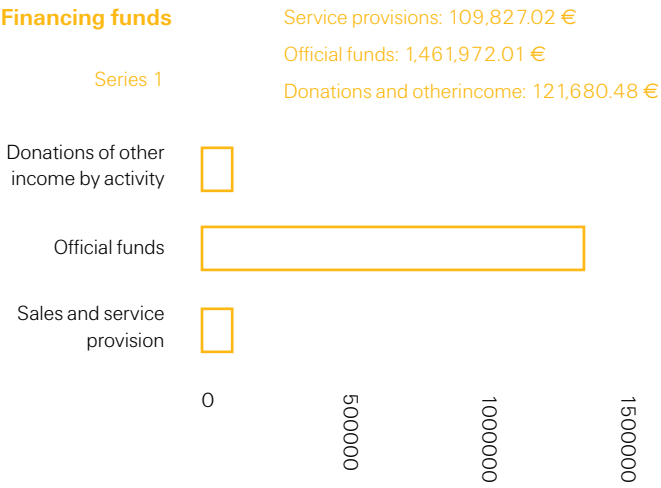 Financing funds
Service provisions: 109,827.02 €
Official funds: 1,461,972.01 €
Series 1
Donations and otherincome: 121,680.48 €
Donations of other
income by activity
Official funds
Sales and service
provision
0
500000
1000000
1500000